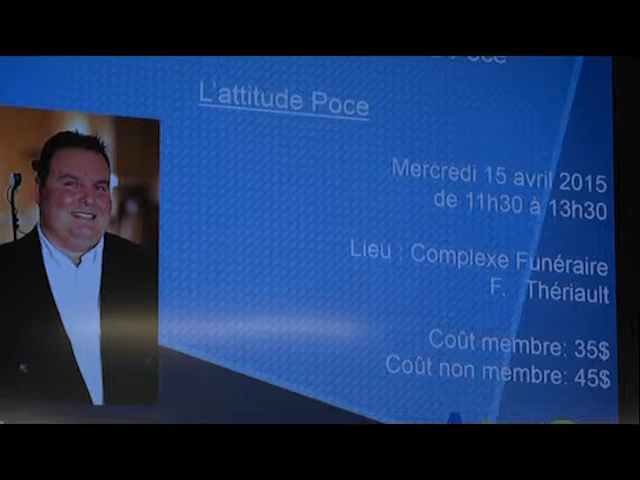 Poce
L'attitude Poce
Mercredi 15 avril 2015
de 11h30 à 13h30
Lieu : Complexe Funéraire
F. Thériault
Coût membre: 35$
Coût non membre: 45$